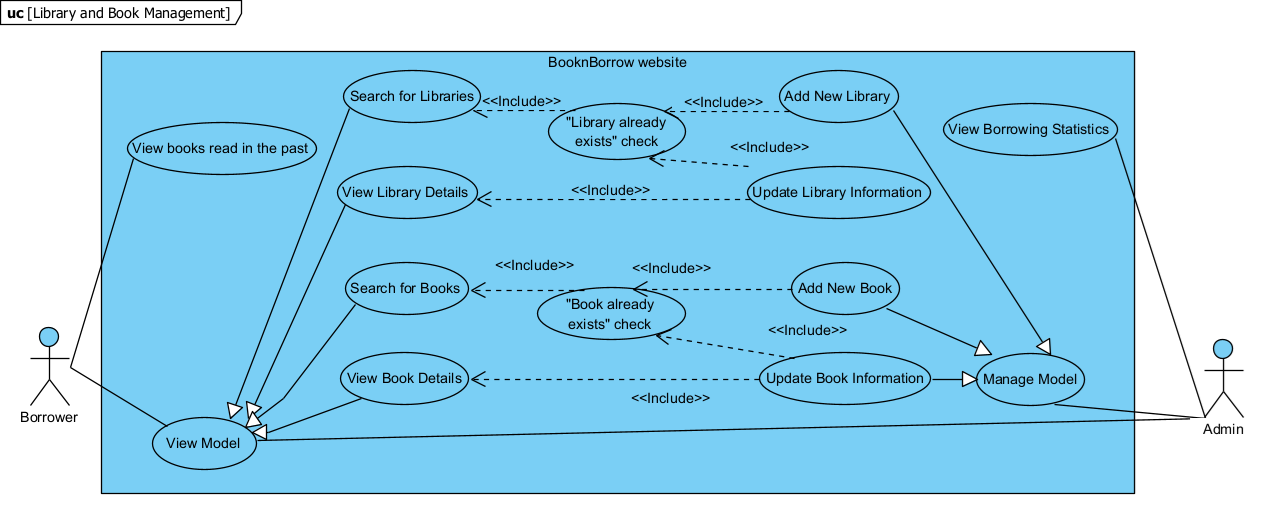 uc [Library and Book Management]
BooknBorrow website
Search for Libraries
<<Include>>
<<Include>>
Add New Library
"Library already
exists" check
View Borrowing Statistics
View books read in the past
<<Include>>
View Library Details
<<Include>>
Update Library Information
<<Include>>
<<Include>>
Search for Books
Add New Book
"Book already
exists" check
<<Include>>
View Book Details
Update Book Information
Manage Model
<<Include>>
Borrower
Admin
View Model